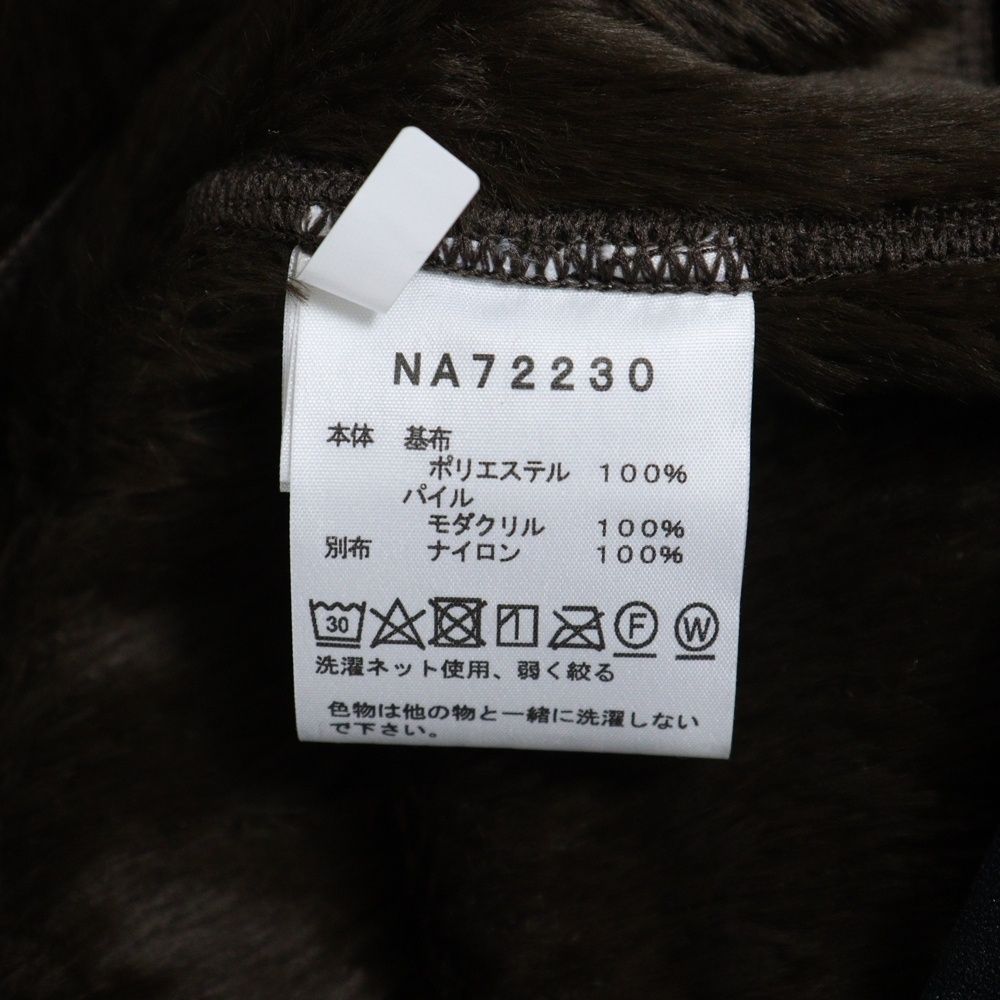 NA72230
本体 基布
ポリエステル 100%
パイル
モダクリル 100%
別布 ナイロン 100%
30 F W
洗濯ネット使用、弱く絞る
色物は他の物と一緒に洗濯しない
で下さい。